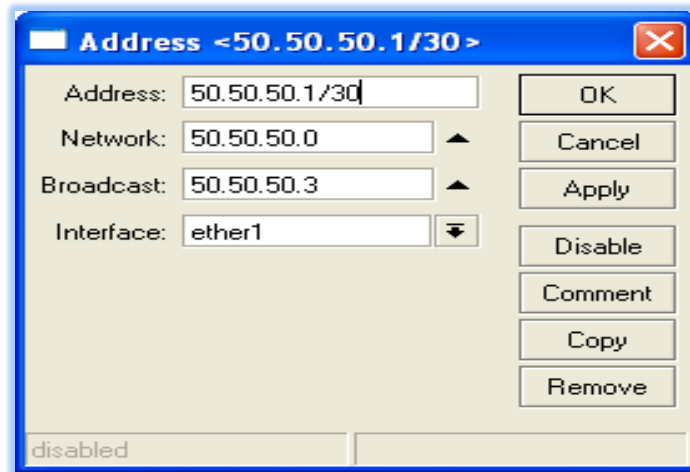 Address <50.50.50.1/30>
Address: 50.50.50.1/30
OK
Network: 50.50.50.0
Cancel
Broadcast: 50.50.50.3
Apply
Interface: ether1
Disable
Comment
Copy
Remove
disabled